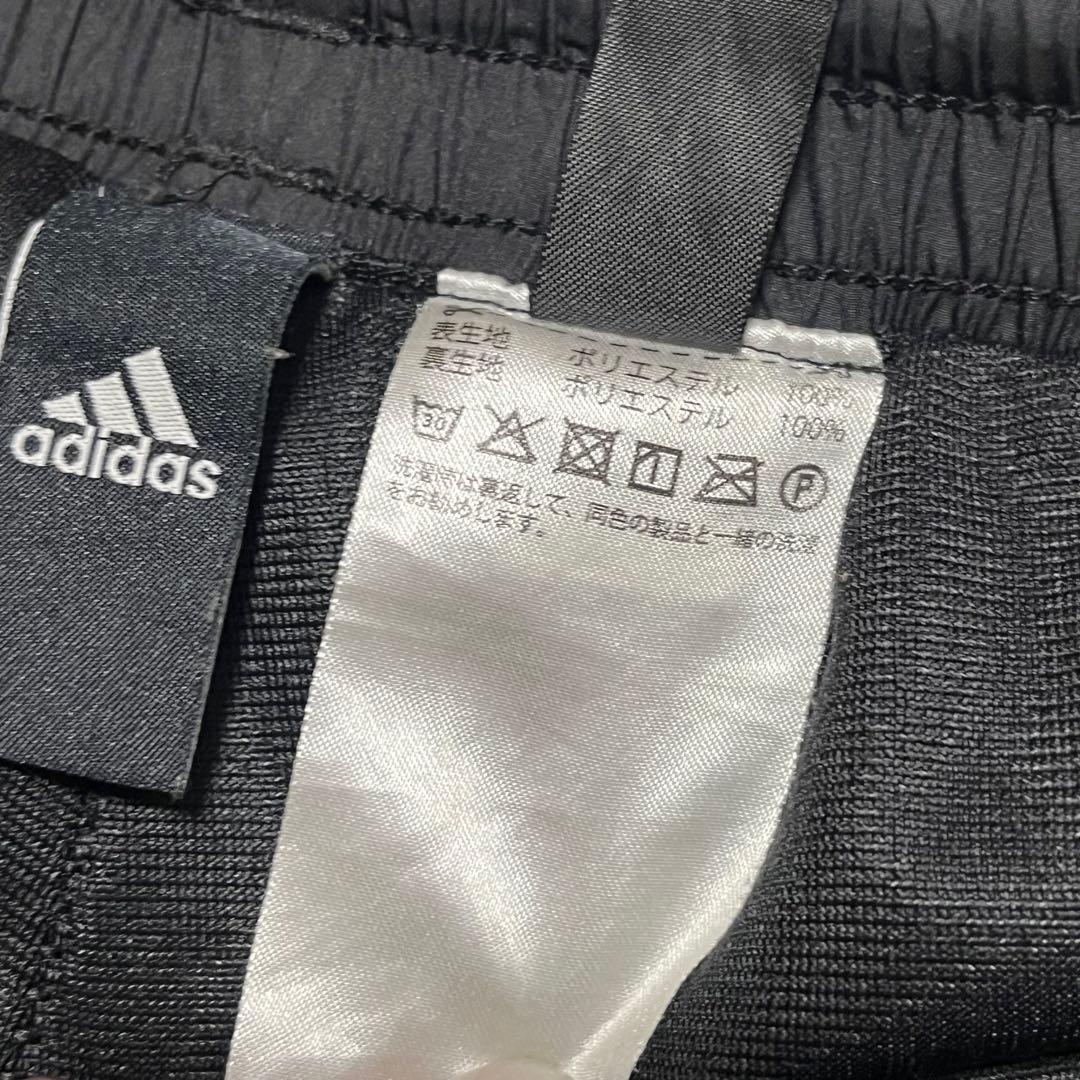 adidas
表生地 ポリエステル 100%
裏生地 ポリエステル 100%
30 P
洗濯時は裏返して、同色の製品と一緒の洗濯
をお勧めします。